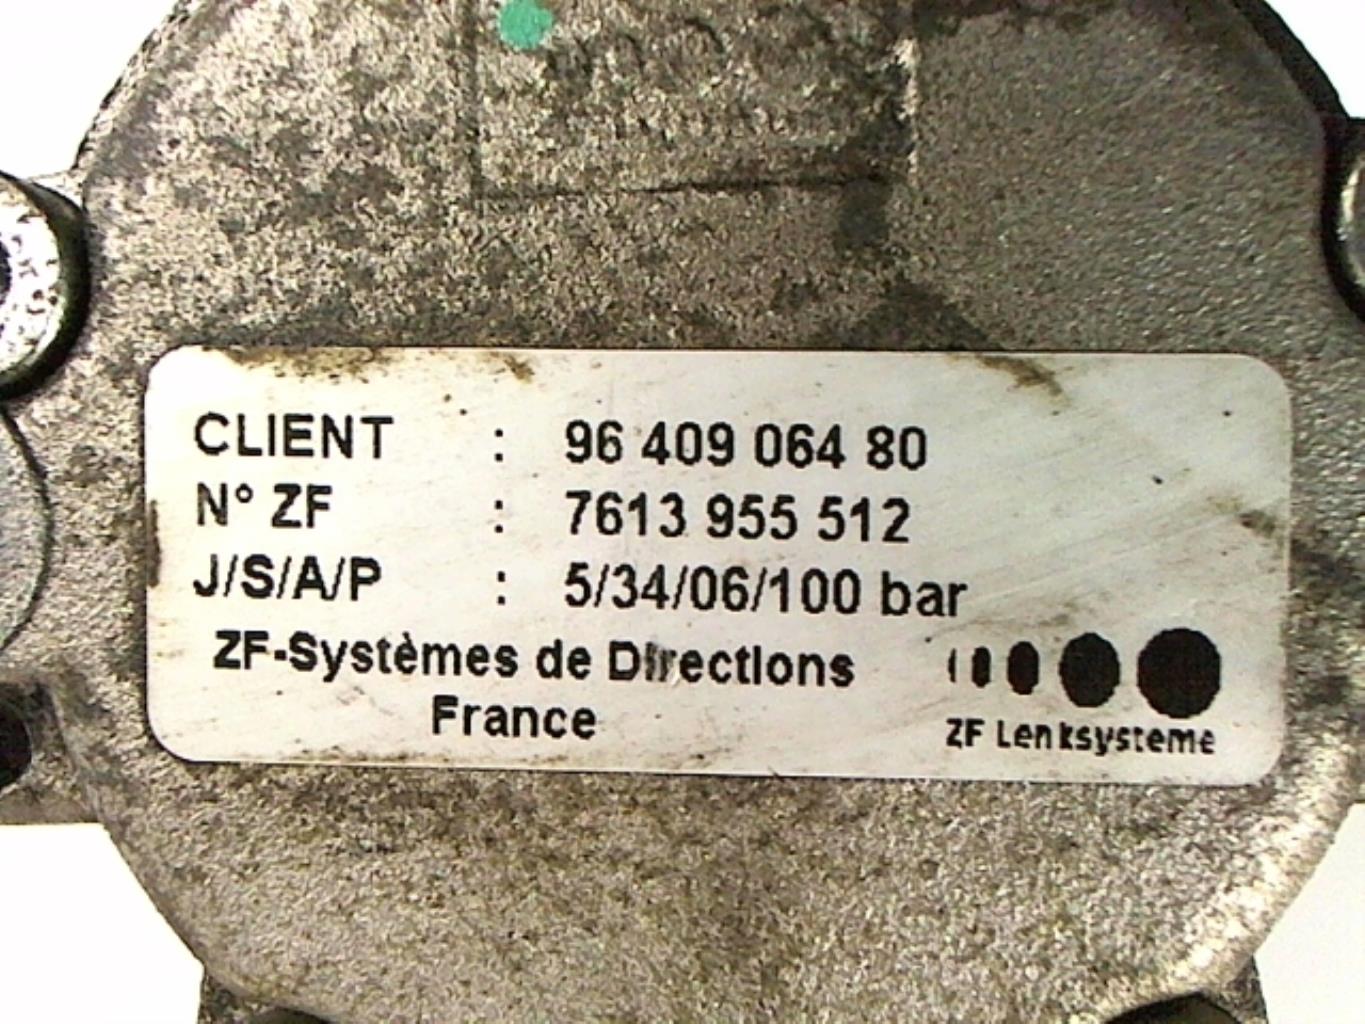 CLIENT : 96 409 064 80
N° ZF : 7613 955 512
J/S/A/P : 5/34/06/100 bar
ZF-Systèmes de Directions
France
ZF Lenksysteme